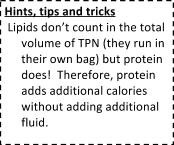 Hints, tips and tricks
Lipids don’t count in the total
volume of TPN (they run in
their own bag) but protein
does!  Therefore, protein
adds additional calories
without adding additional
fluid.